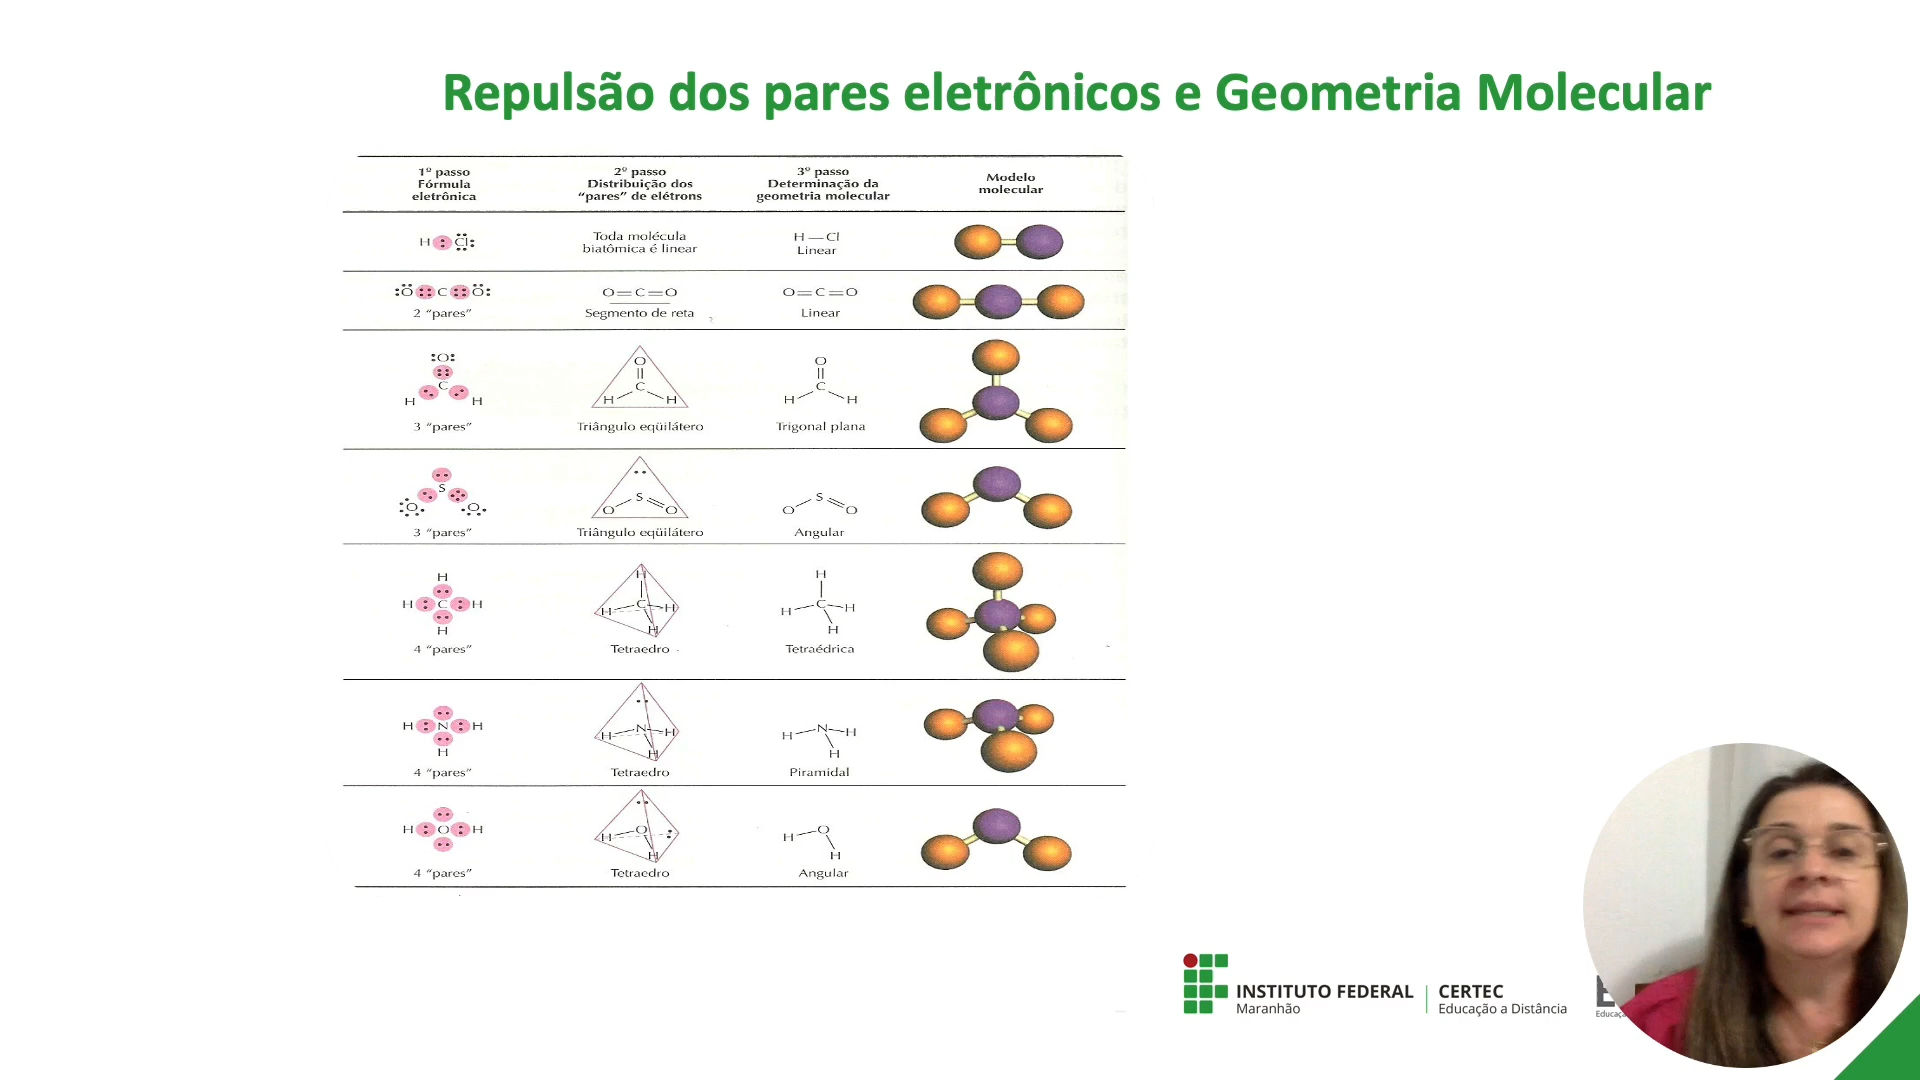 Repulsão dos pares eletrônicos e Geometria Molecular
1º passo
Fórmula
eletrônica
2º passo
Distribuição dos
“pares” de elétrons
3º passo
Determinação da
geometria molecular
Modelo
molecular
H : Cl:
Toda molécula
biatômica é linear
H — Cl
Linear
:O :: C :: O:
2 “pares”
O=C=O
Segmento de reta
O=C=O
Linear
:O:
C
H H
3 “pares”
O
C
H H
Triângulo eqüilátero
O
C
H H
Trigonal plana
S
O O
3 “pares”
S
O O
Triângulo eqüilátero
S
O O
Angular
H
H C H
H
4 “pares”
H
H C H
H
Tetraedro
H
H C H
H
Tetraédrica
H N H
H
4 “pares”
H N H
H
Tetraedro
H N H
H
Piramidal
H O H
4 “pares”
H O
H
Tetraedro
H O
H
Angular
INSTITUTO FEDERAL
Maranhão
CERTEC
Educação a Distância